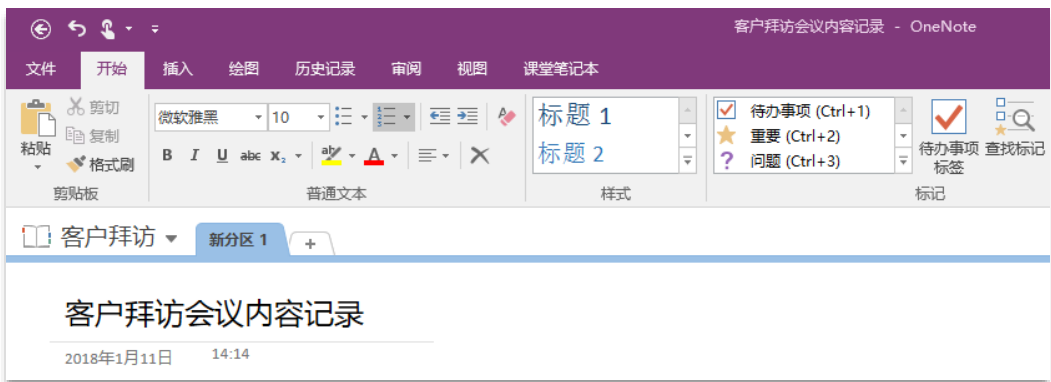 客户拜访会议内容记录 - OneNote
文件 开始 插入 绘图 历史记录 审阅 视图 课堂笔记本
粘贴
剪切
复制
格式刷
剪贴板
微软雅黑 10
B I U abc x₂ aby A
普通文本
标题 1
标题 2
样式
待办事项 (Ctrl+1)
重要 (Ctrl+2)
? 问题 (Ctrl+3)
待办事项
标签
查找标记
标记
客户拜访 新分区 1 +
客户拜访会议内容记录
2018年1月11日 14:14